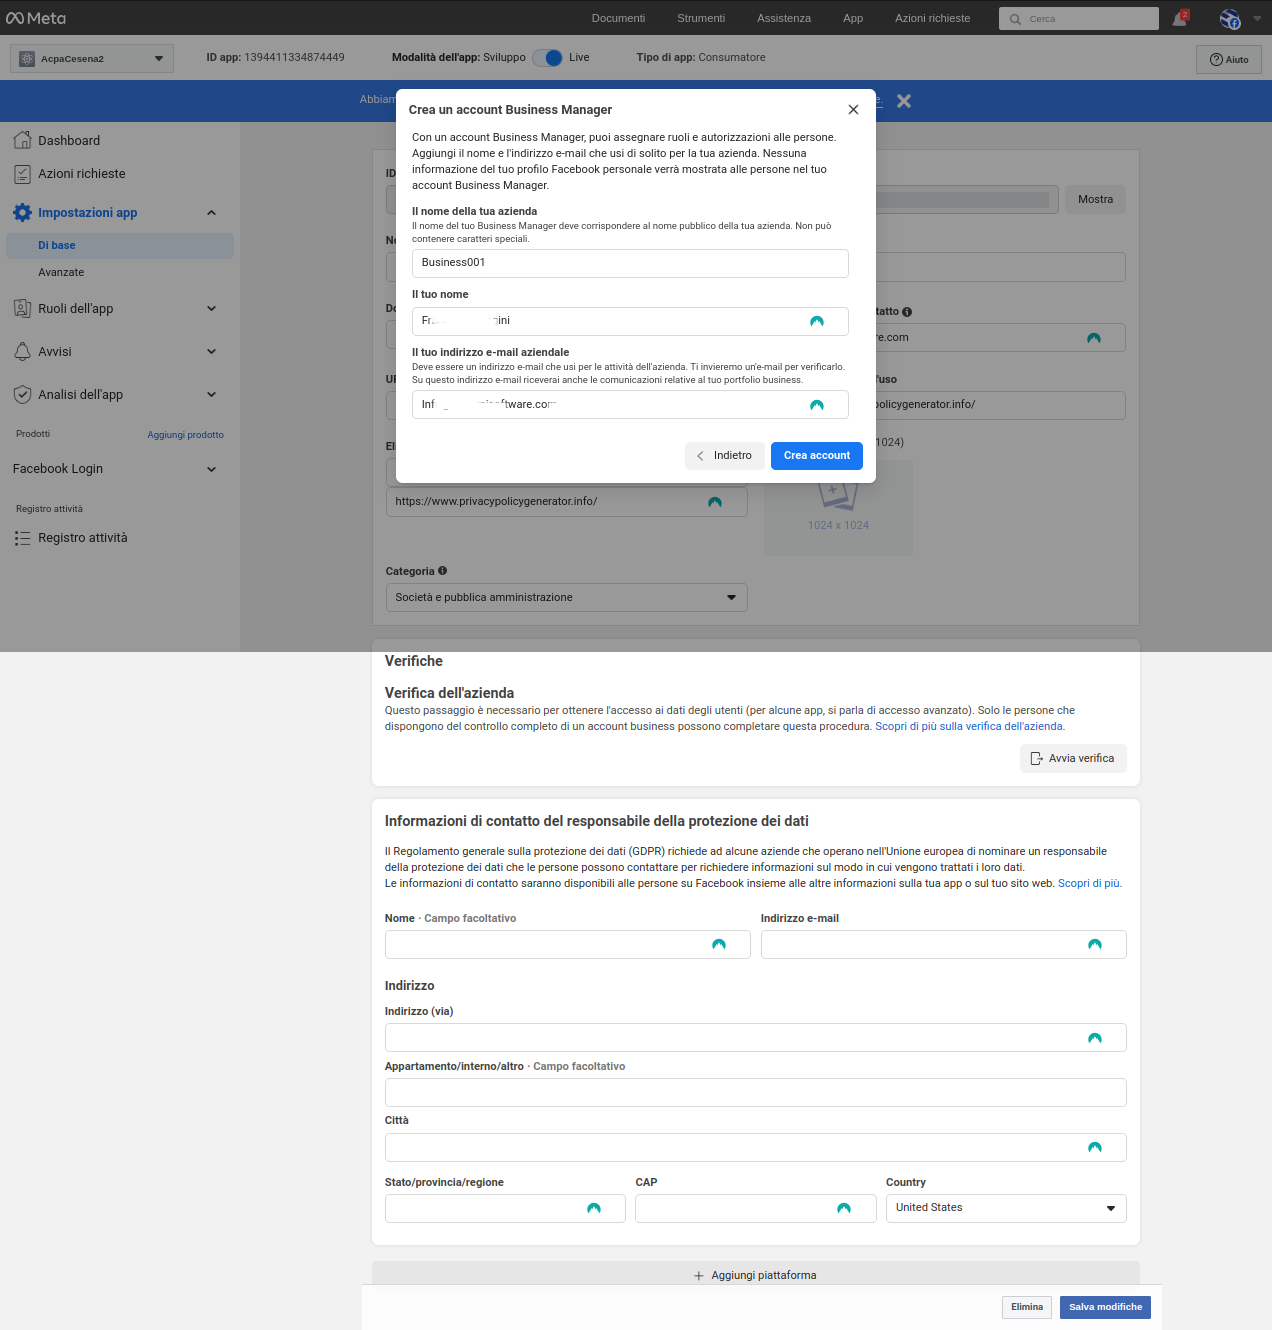 Meta
Documenti
Strumenti
Assistenza
App
Azioni richieste
Cerca
2
AcpaCesena2
ID app: 1394411334874449
Modalità dell'app: Sviluppo
Live
Tipo di app: Consumatore
Aiuto
Abbiam
e.
Dashboard
Azioni richieste
Impostazioni app
Di base
Avanzate
Ruoli dell'app
Avvisi
Analisi dell'app
Prodotti
Aggiungi prodotto
Facebook Login
Registro attività
Registro attività
Crea un account Business Manager
Con un account Business Manager, puoi assegnare ruoli e autorizzazioni alle persone.
Aggiungi il nome e l'indirizzo e-mail che usi di solito per la tua azienda. Nessuna
informazione del tuo profilo Facebook personale verrà mostrata alle persone nel tuo
account Business Manager.
Il nome della tua azienda
Il nome del tuo Business Manager deve corrispondere al nome pubblico della tua azienda. Non può
contenere caratteri speciali.
Business001
Il tuo nome
Il tuo indirizzo e-mail aziendale
Deve essere un indirizzo e-mail che usi per le attività dell'azienda. Ti invieremo un'e-mail per verificarlo.
Su questo indirizzo e-mail riceverai anche le comunicazioni relative al tuo portfolio business.
Indietro
Crea account
ID
Mostra
No
Do
tatto
re.com
UR
l'uso
policygenerator.info/
Eli
1024)
https://www.privacypolicygenerator.info/
1024 x 1024
Categoria
Società e pubblica amministrazione
Verifiche
Verifica dell'azienda
Questo passaggio è necessario per ottenere l'accesso ai dati degli utenti (per alcune app, si parla di accesso avanzato). Solo le persone che
dispongono del controllo completo di un account business possono completare questa procedura. Scopri di più sulla verifica dell'azienda.
Avvia verifica
Informazioni di contatto del responsabile della protezione dei dati
Il Regolamento generale sulla protezione dei dati (GDPR) richiede ad alcune aziende che operano nell'Unione europea di nominare un responsabile
della protezione dei dati che le persone possono contattare per richiedere informazioni sul modo in cui vengono trattati i loro dati.
Le informazioni di contatto saranno disponibili alle persone su Facebook insieme alle altre informazioni sulla tua app o sul tuo sito web. Scopri di più.
Nome · Campo facoltativo
Indirizzo e-mail
Indirizzo
Indirizzo (via)
Appartamento/interno/altro · Campo facoltativo
Città
Stato/provincia/regione
CAP
Country
United States
Aggiungi piattaforma
Elimina
Salva modifiche